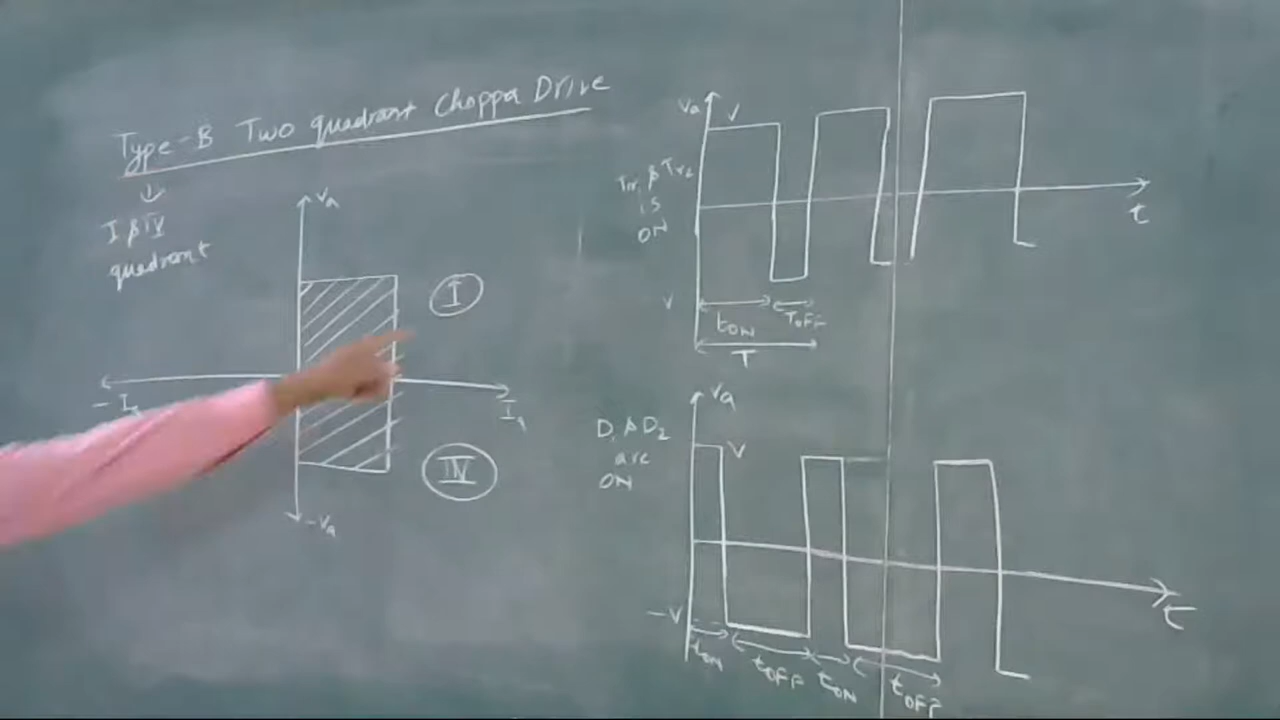 Type-B Two quadrant Choppa Drive
I & IV
quadrant
Va
I
- I
Ia
IV
-Va
Va
V
Tr1 & Tr2
is
ON
t
V
tON
TOFF
T
Va
V
D1 & D2
are
ON
-V
t
tON
tOFF
tON
tOFF